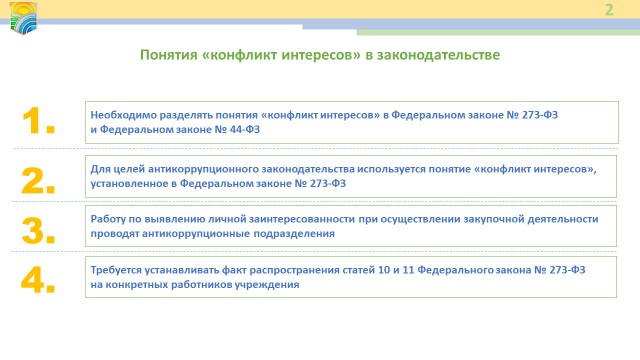 2
Понятия «конфликт интересов» в законодательстве
1.
Необходимо разделять понятия «конфликт интересов» в Федеральном законе № 273-ФЗ
и Федеральном законе № 44-ФЗ
2.
Для целей антикоррупционного законодательства используется понятие «конфликт интересов»,
установленное в Федеральном законе № 273-ФЗ
3.
Работу по выявлению личной заинтересованности при осуществлении закупочной деятельности
проводят антикоррупционные подразделения
4.
Требуется устанавливать факт распространения статей 10 и 11 Федерального закона № 273-ФЗ
на конкретных работников учреждения